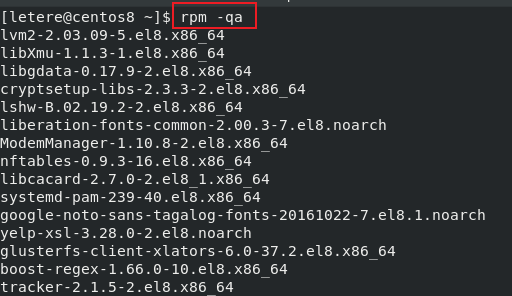 [letere@centos8 ~]$ rpm -qa
lvm2-2.03.09-5.el8.x86_64
libXmu-1.1.3-1.el8.x86_64
libgdata-0.17.9-2.el8.x86_64
cryptsetup-libs-2.3.3-2.el8.x86_64
lshw-B.02.19.2-2.el8.x86_64
liberation-fonts-common-2.00.3-7.el8.noarch
ModemManager-1.10.8-2.el8.x86_64
nftables-0.9.3-16.el8.x86_64
libcacard-2.7.0-2.el8_1.x86_64
systemd-pam-239-40.el8.x86_64
google-noto-sans-tagalog-fonts-20161022-7.el8.1.noarch
yelp-xsl-3.28.0-2.el8.noarch
glusterfs-client-xlators-6.0-37.2.el8.x86_64
boost-regex-1.66.0-10.el8.x86_64
tracker-2.1.5-2.el8.x86_64